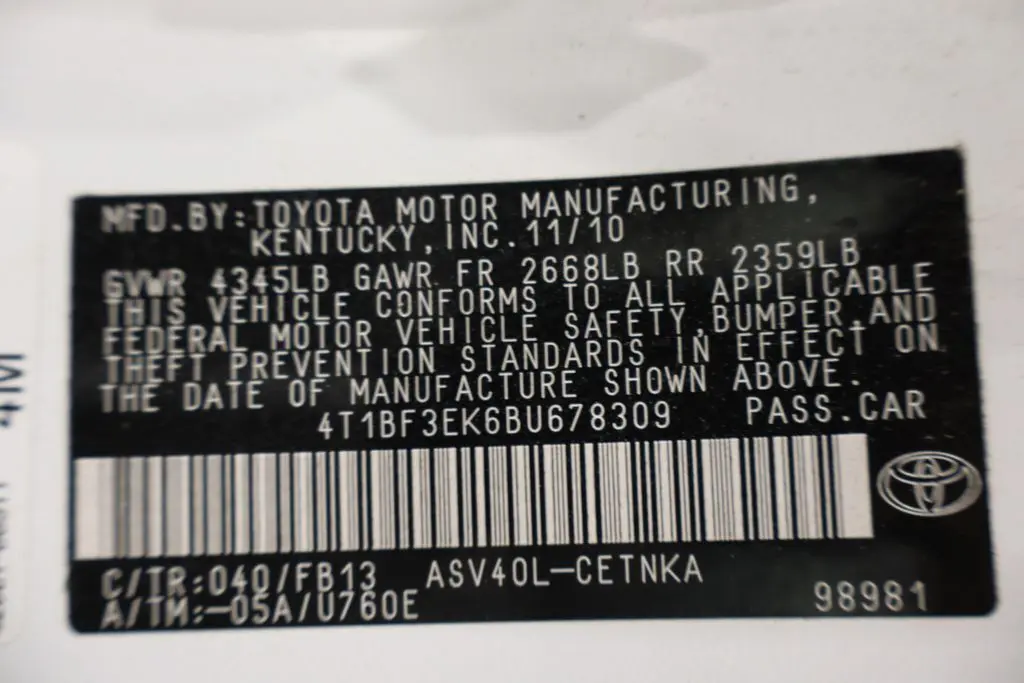 MFD.BY:TOYOTA MOTOR MANUFACTURING,
KENTUCKY,INC.11/10
GVWR 4345LB GAWR FR 2668LB RR 2359LB
THIS VEHICLE CONFORMS TO ALL APPLICABLE
FEDERAL MOTOR VEHICLE SAFETY,BUMPER,AND
THEFT PREVENTION STANDARDS IN EFFECT ON
THE DATE OF MANUFACTURE SHOWN ABOVE.
4T1BF3EK6BU678309 PASS.CAR
C/TR:040/FB13 ASV40L-CETNKA
A/TM:-05A/U760E 98981